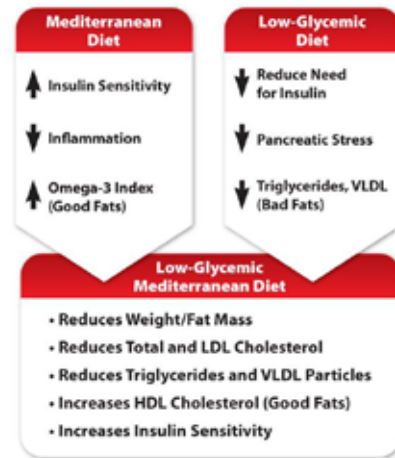 Mediterranean
Diet
Insulin Sensitivity
Inflammation
Omega-3 Index
(Good Fats)
Low-Glycemic
Diet
Reduce Need
for Insulin
Pancreatic Stress
Triglycerides, VLDL
(Bad Fats)
Low-Glycemic
Mediterranean Diet
• Reduces Weight/Fat Mass
• Reduces Total and LDL Cholesterol
• Reduces Triglycerides and VLDL Particles
• Increases HDL Cholesterol (Good Fats)
• Increases Insulin Sensitivity